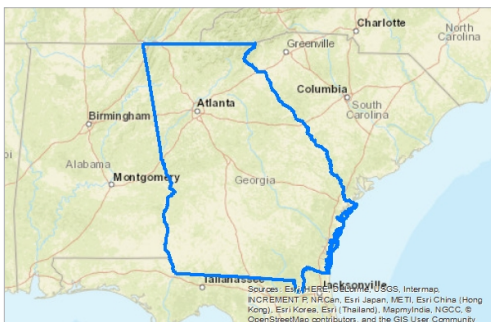 Charlotte
North
Carolina
Greenville
Columbia
Atlanta
South
Carolina
Birmingham
Alabama
Montgomery
Georgia
Tallahassee
Jacksonville
Sources: Esri, HERE, DeLorme, USGS, Intermap,
INCREMENT P, NRCan, Esri Japan, METI, Esri China (Hong
Kong), Esri Korea, Esri (Thailand), MapmyIndia, NGCC, ©
OpenStreetMap contributors, and the GIS User Community